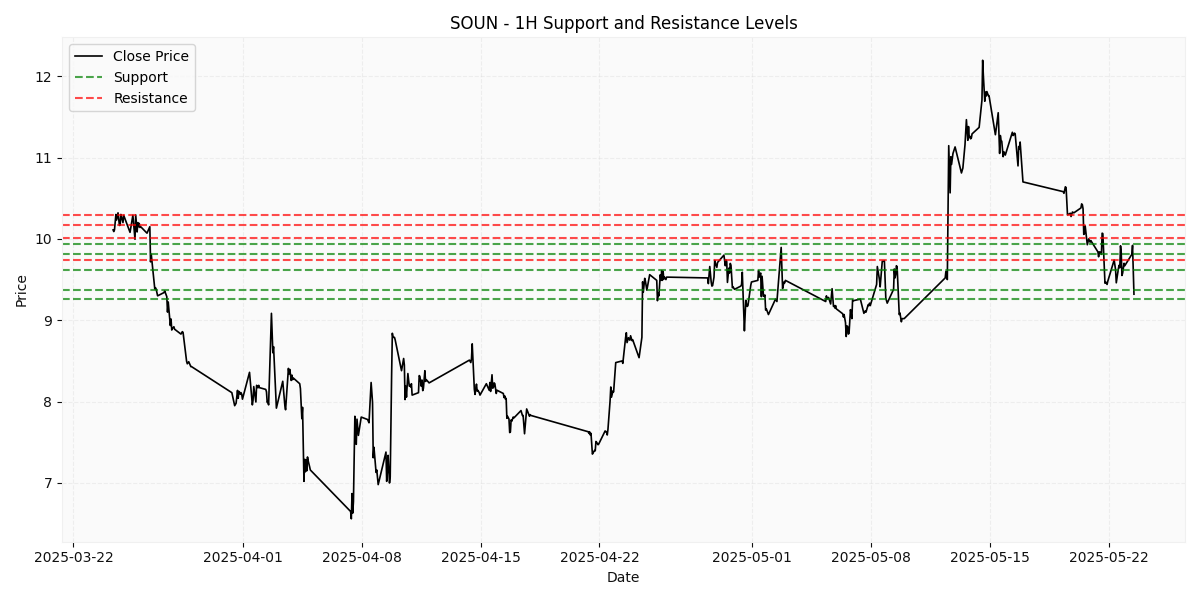 SOUN - 1H Support and Resistance Levels
Close Price
Support
Resistance
Price
12
11
10
9
8
7
2025-03-22
2025-04-01
2025-04-08
2025-04-15
2025-04-22
2025-05-01
2025-05-08
2025-05-15
2025-05-22
Date